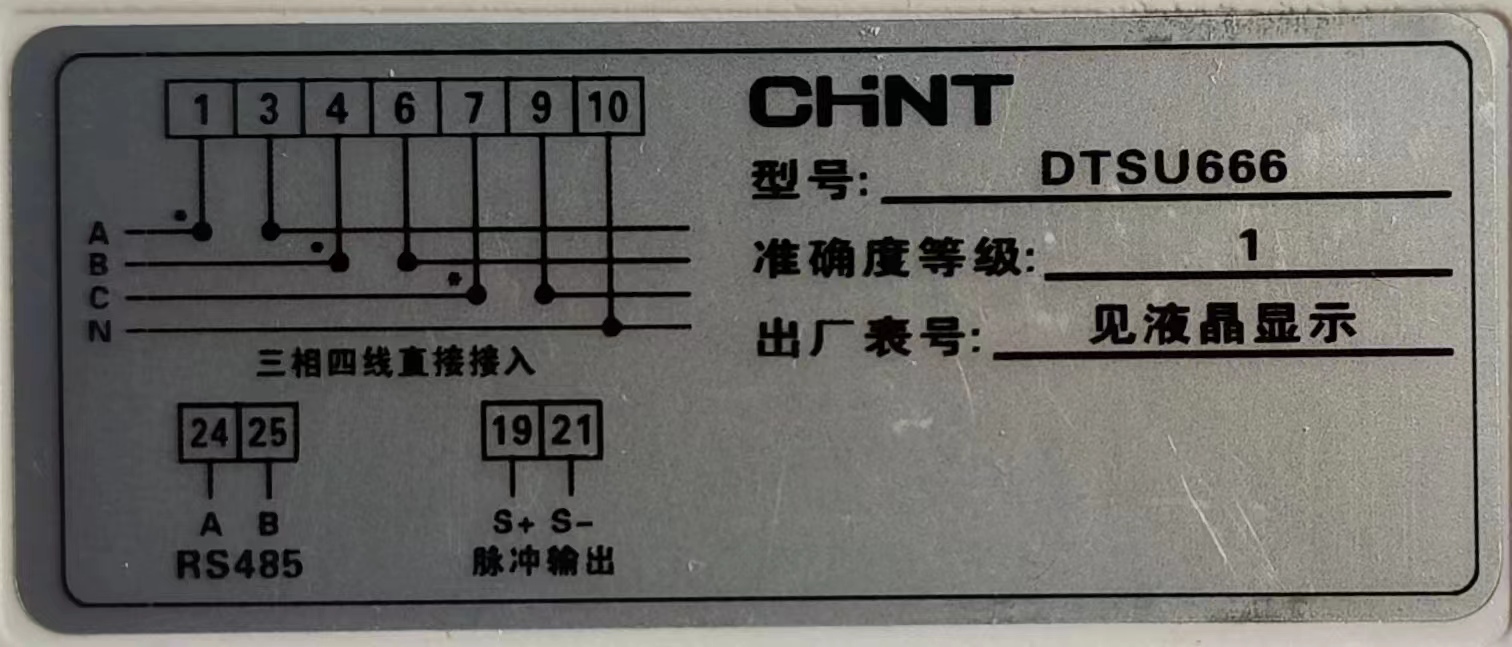 1 3 4 6 7 9 10
A
B
C
N
三相四线直接接入
24 25
A B
RS485
19 21
S+ S-
脉冲输出
CHiNT
型号: DTSU666
准确度等级: 1
出厂表号: 见液晶显示